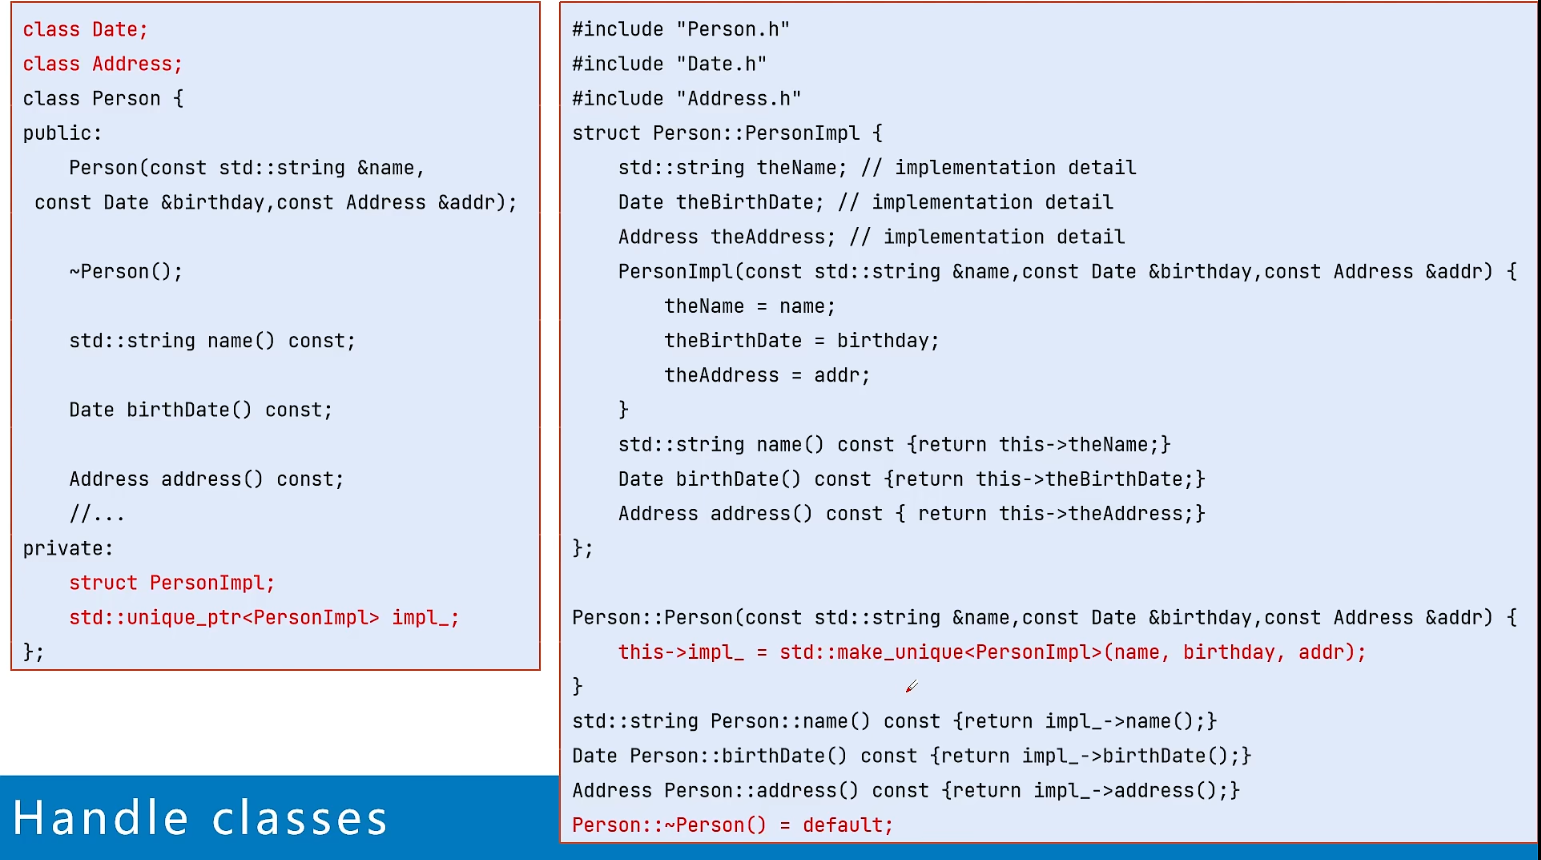 class Date;
class Address;
class Person {
public:
    Person(const std::string &name,
 const Date &birthday,const Address &addr);
    ~Person();
    std::string name() const;
    Date birthDate() const;
    Address address() const;
    //...
private:
    struct PersonImpl;
    std::unique_ptr<PersonImpl> impl_;
};
#include "Person.h"
#include "Date.h"
#include "Address.h"
struct Person::PersonImpl {
    std::string theName; // implementation detail
    Date theBirthDate; // implementation detail
    Address theAddress; // implementation detail
    PersonImpl(const std::string &name,const Date &birthday,const Address &addr) {
        theName = name;
        theBirthDate = birthday;
        theAddress = addr;
    }
    std::string name() const {return this->theName;}
    Date birthDate() const {return this->theBirthDate;}
    Address address() const { return this->theAddress;}
};
Person::Person(const std::string &name,const Date &birthday,const Address &addr) {
    this->impl_ = std::make_unique<PersonImpl>(name, birthday, addr);
}
std::string Person::name() const {return impl_->name();}
Date Person::birthDate() const {return impl_->birthDate();}
Address Person::address() const {return impl_->address();}
Person::~Person() = default;
Handle classes